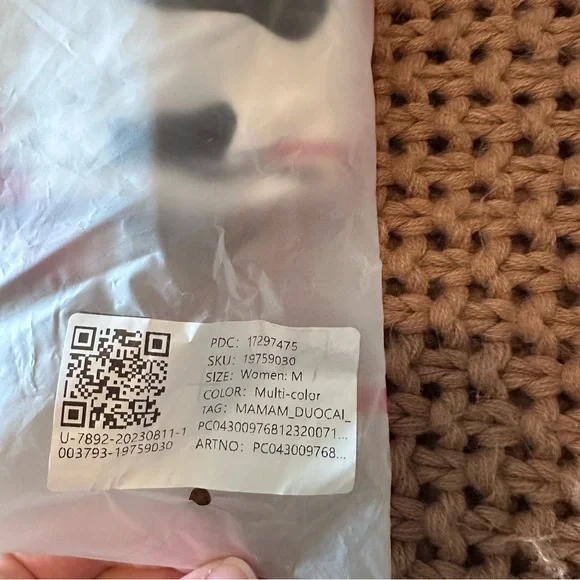 PDC: 17297475
SKU: 19759030
SIZE: Women: M
COLOR: Multi-color
TAG: MAMAM_DUOCAI_
PC04300976812320071...
ARTNO: PC043009768...
U-7892-20230811-1
003793-19759030